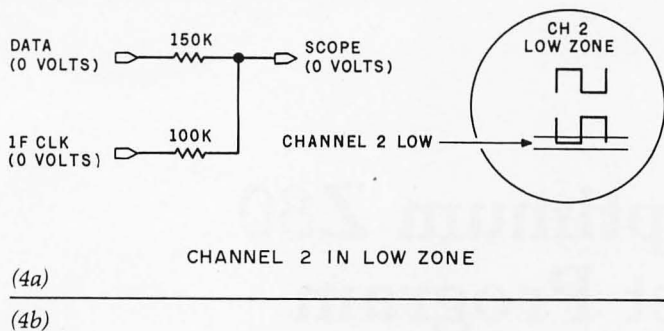 DATA
(0 VOLTS)
150K
SCOPE
(0 VOLTS)
1F CLK
(0 VOLTS)
100K
CH 2
LOW ZONE
CHANNEL 2 LOW
CHANNEL 2 IN LOW ZONE
(4a)
(4b)